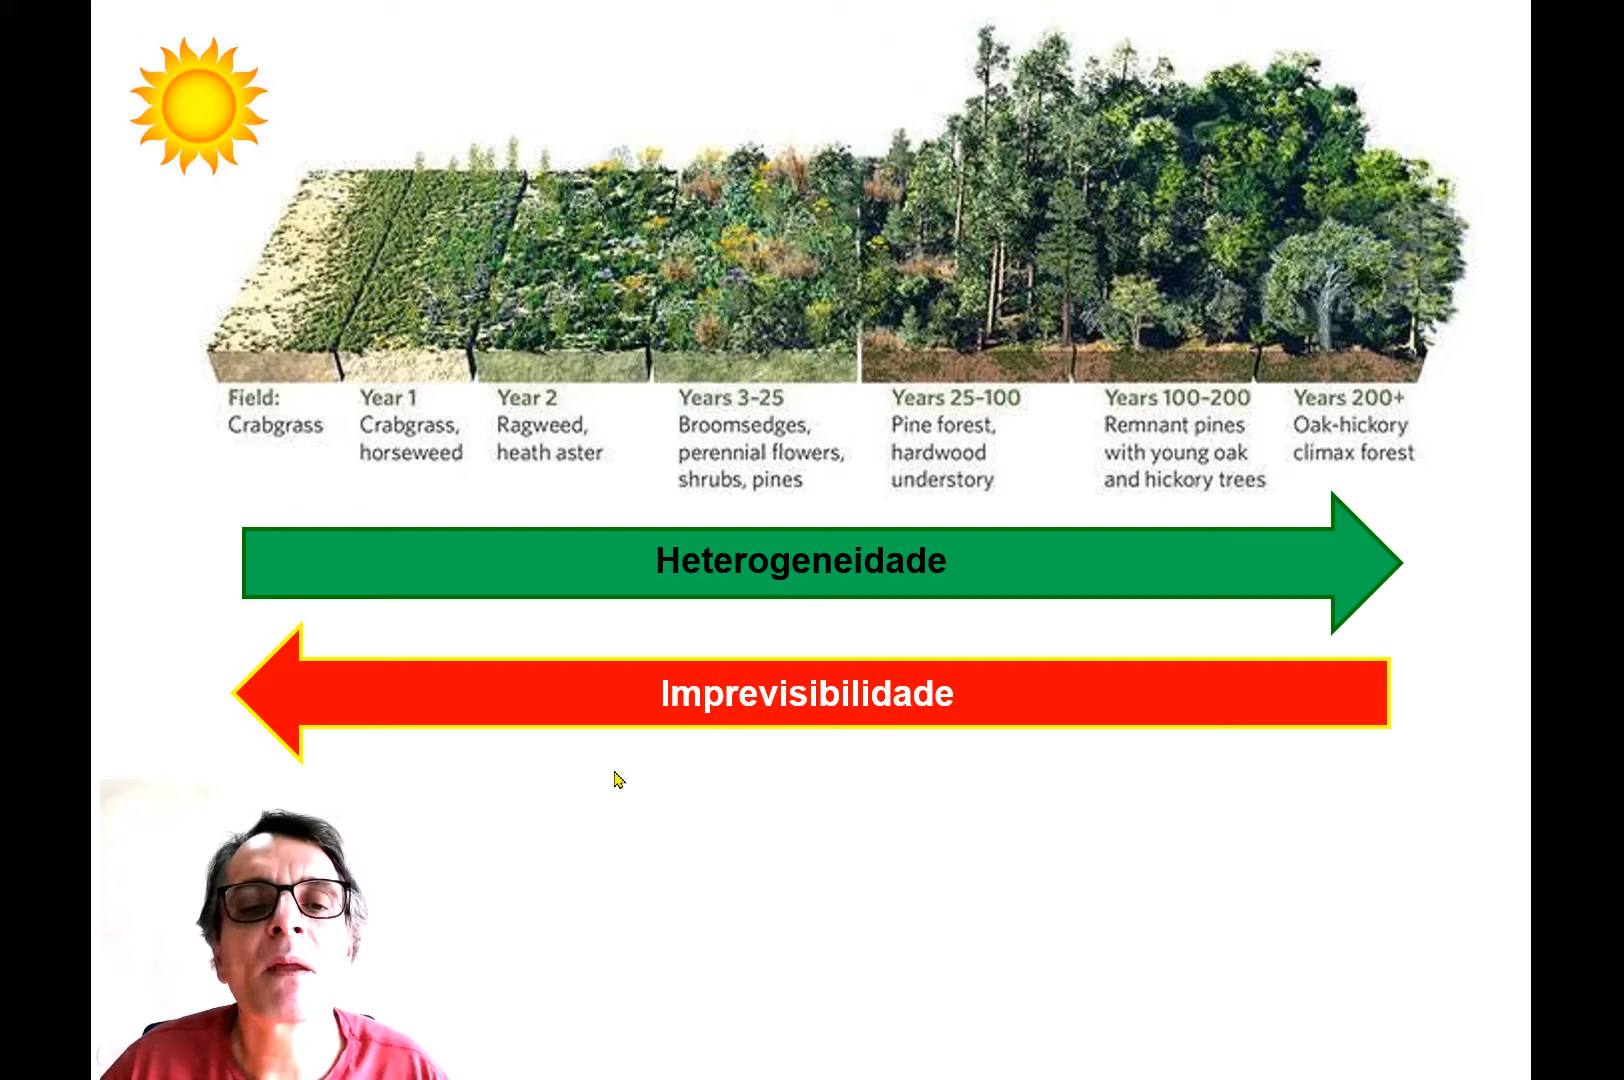 Field:
Crabgrass
Year 1
Crabgrass,
horseweed
Year 2
Ragweed,
heath aster
Years 3–25
Broomsedges,
perennial flowers,
shrubs, pines
Years 25–100
Pine forest,
hardwood
understory
Years 100–200
Remnant pines
with young oak
and hickory trees
Years 200+
Oak-hickory
climax forest
Heterogeneidade
Imprevisibilidade